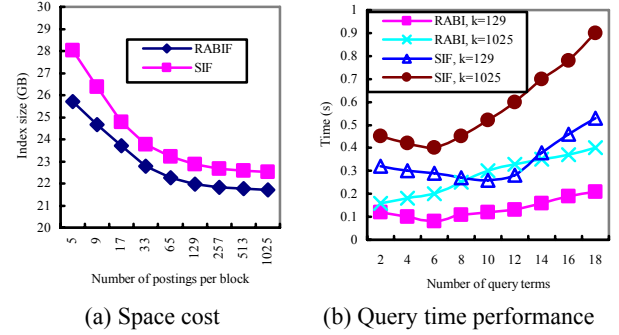 30
29
28
27
26
25
24
23
22
21
20
Index size (GB)
RABIF
SIF
5
9
17
33
65
129
257
513
1025
Number of postings per block
(a) Space cost
1
0.9
0.8
0.7
0.6
0.5
0.4
0.3
0.2
0.1
0
Time (s)
RABI, k=129
RABI, k=1025
SIF, k=129
SIF, k=1025
2 4 6 8 10 12 14 16 18
Number of query terms
(b) Query time performance